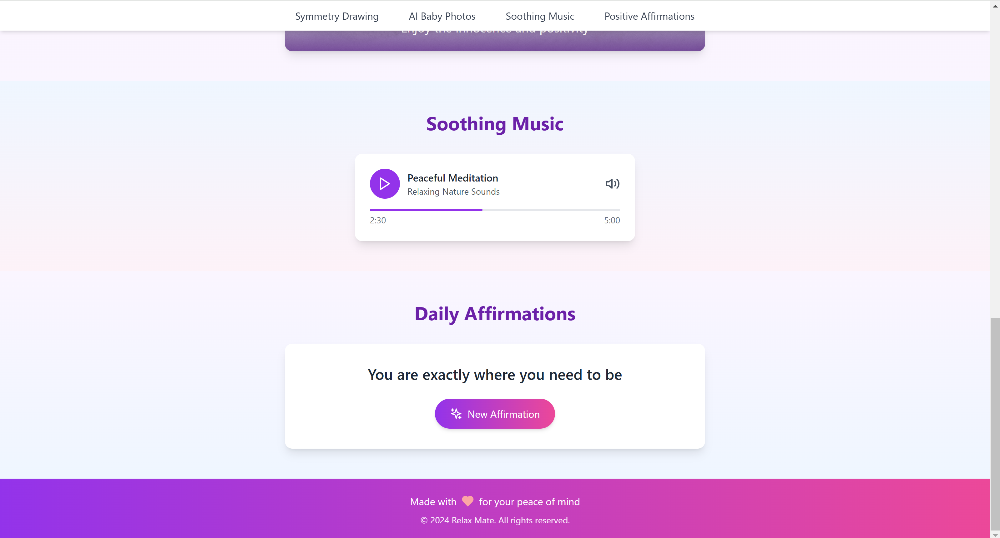 Symmetry Drawing AI Baby Photos Soothing Music Positive Affirmations
Enjoy the innocence and positivity
Soothing Music
Peaceful Meditation
Relaxing Nature Sounds
2:30 5:00
Daily Affirmations
You are exactly where you need to be
New Affirmation
Made with for your peace of mind
© 2024 Relax Mate. All rights reserved.